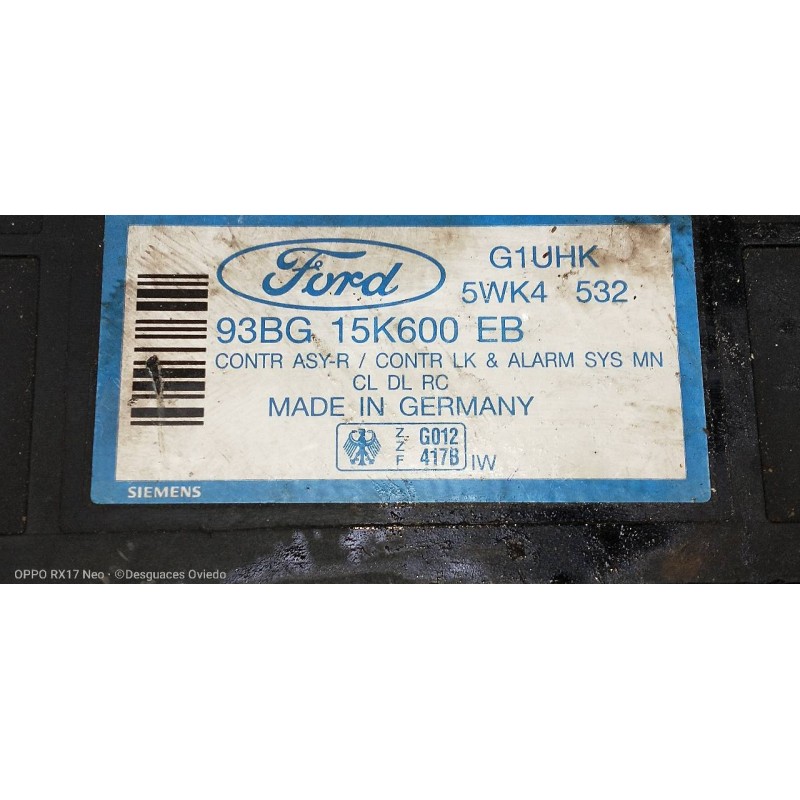 Ford
G1UHK
5WK4 532
93BG 15K600 EB
CONTR ASY-R / CONTR LK & ALARM SYS MN
CL DL RC
MADE IN GERMANY
Z
Z
F
G012
417B
IW
SIEMENS
OPPO RX17 Neo · ©Desguaces Oviedo